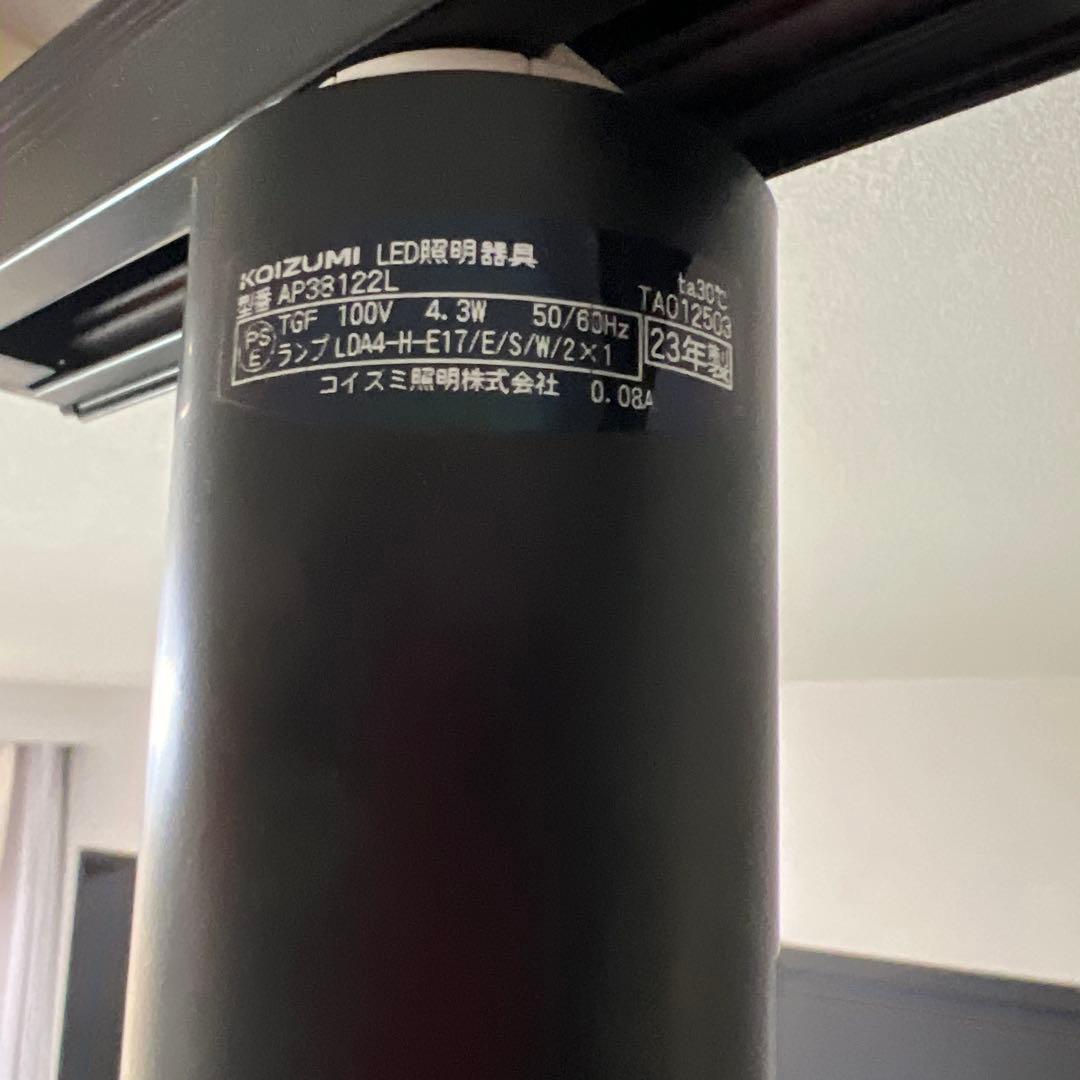 KOIZUMI LED照明器具
型番 AP38122L
ta30℃
TA012503
PS
E
TGF 100V 4.3W 50/60Hz
ランプ LDA4-H-E17/E/S/W/2×1
23年製
コイズミ照明株式会社 0.08A